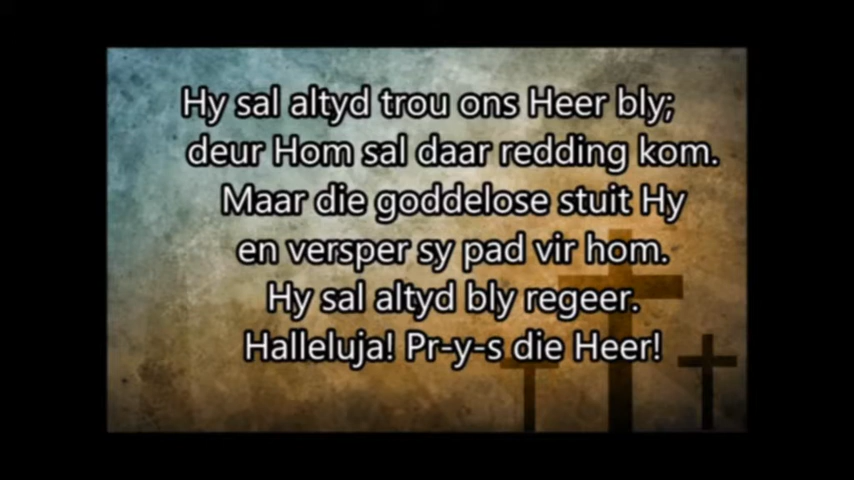 Hy sal altyd trou ons Heer bly;
deur Hom sal daar redding kom.
Maar die goddelose stuit Hy
en versper sy pad vir hom.
Hy sal altyd bly regeer.
Halleluja! Pr-y-s die Heer!